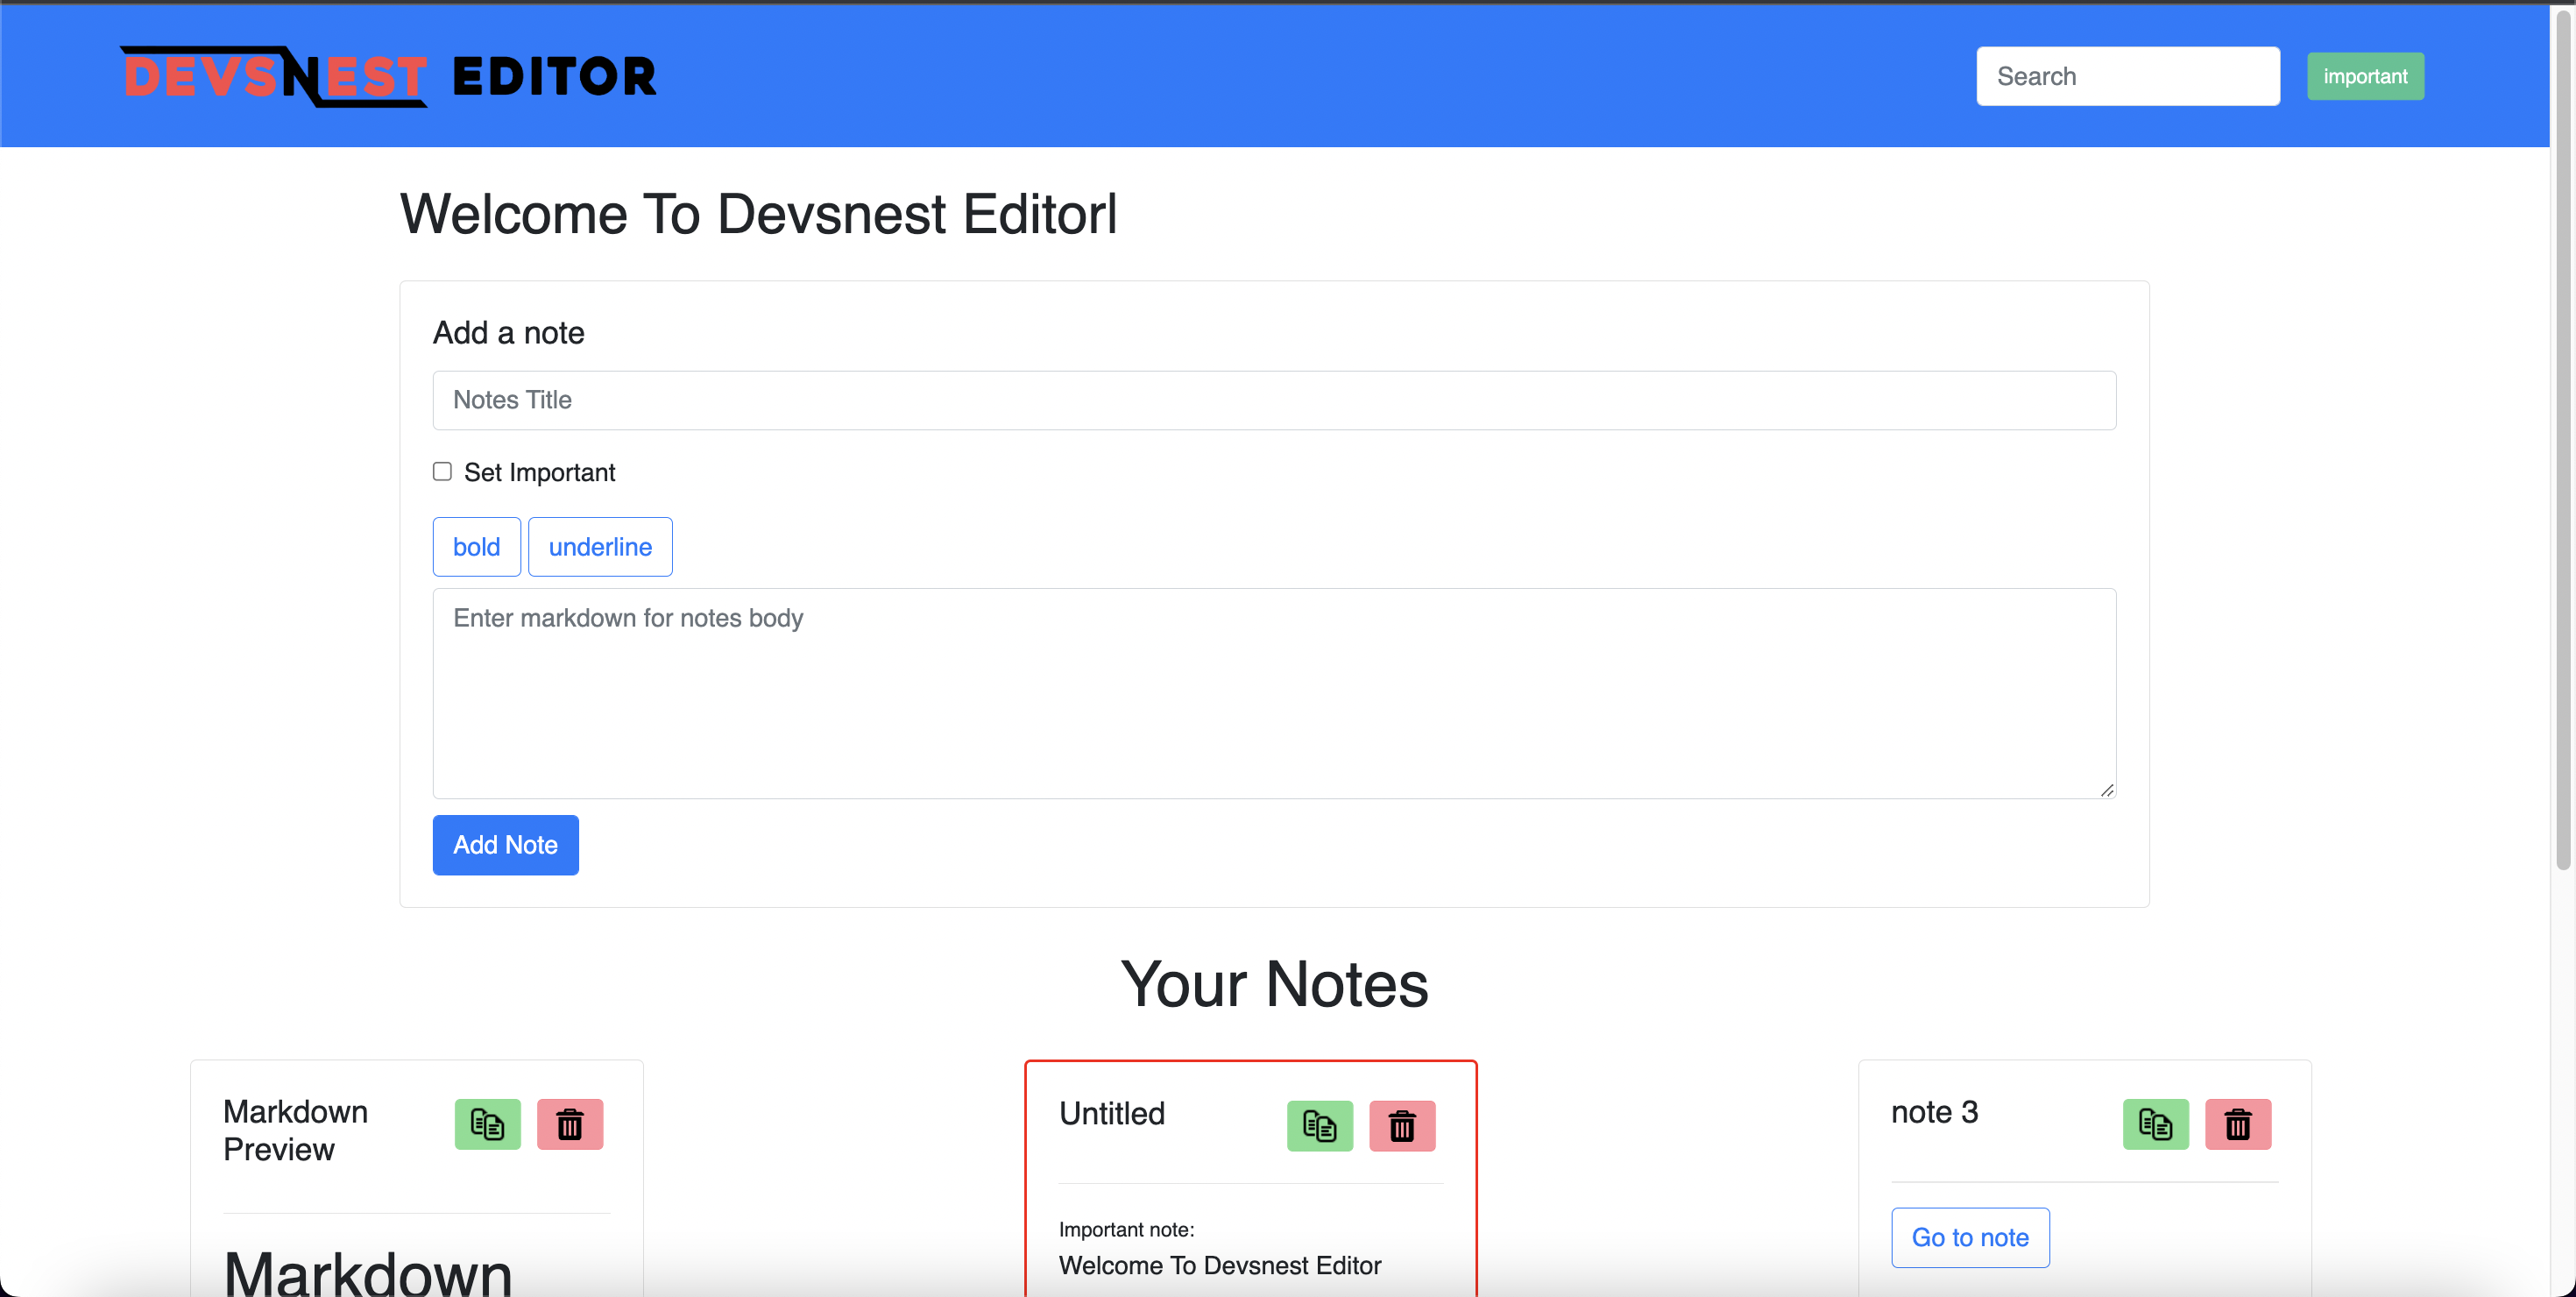 DEVSNEST EDITOR
Search
important
Welcome To Devsnest Editorl
Add a note
Notes Title
Set Important
bold underline
Enter markdown for notes body
Add Note
Your Notes
Markdown
Preview
Markdown
Untitled
Important note:
Welcome To Devsnest Editor
note 3
Go to note